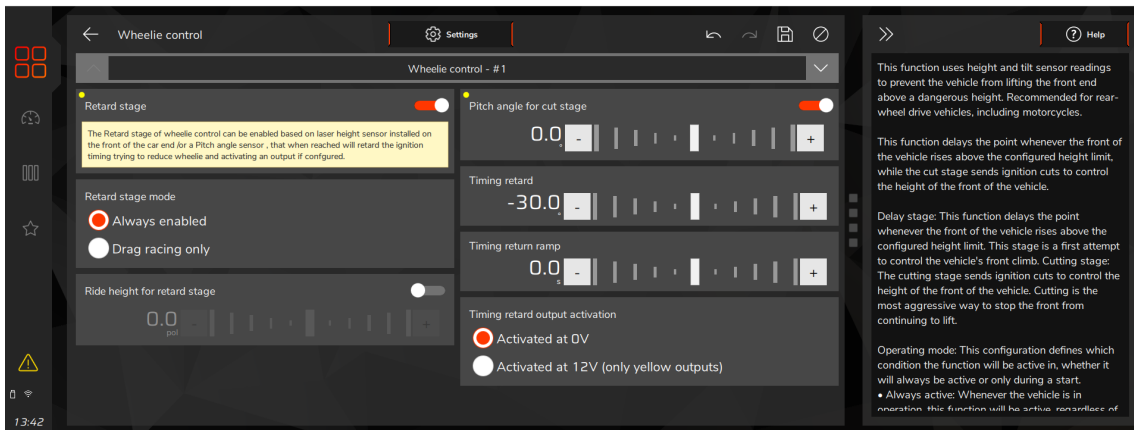 Wheelie control
Settings
Wheelie control - #1
Retard stage
The Retard stage of wheelie control can be enabled based on laser height sensor installed on
the front of the car end /or a Pitch angle sensor , that when reached will retard the ignition
timing trying to reduce wheelie and activating an output if confgured.
Retard stage mode
Always enabled
Drag racing only
Ride height for retard stage
0.0
pol
-
+
Pitch angle for cut stage
0.0
°
-
+
Timing retard
-30.0
°
-
+
Timing return ramp
0.0
s
-
+
Timing retard output activation
Activated at 0V
Activated at 12V (only yellow outputs)
13:42
Help
This function uses height and tilt sensor readings
to prevent the vehicle from lifting the front end
above a dangerous height. Recommended for rear-
wheel drive vehicles, including motorcycles.
This function delays the point whenever the front of
the vehicle rises above the configured height limit,
while the cut stage sends ignition cuts to control
the height of the front of the vehicle.
Delay stage: This function delays the point
whenever the front of the vehicle rises above the
configured height limit. This stage is a first attempt
to control the vehicle's front climb. Cutting stage:
The cutting stage sends ignition cuts to control the
height of the front of the vehicle. Cutting is the
most aggressive way to stop the front from
continuing to lift.
Operating mode: This configuration defines which
condition the function will be active in, whether it
will always be active or only during a start.
• Always active: Whenever the vehicle is in
operation, this function will be active, regardless of